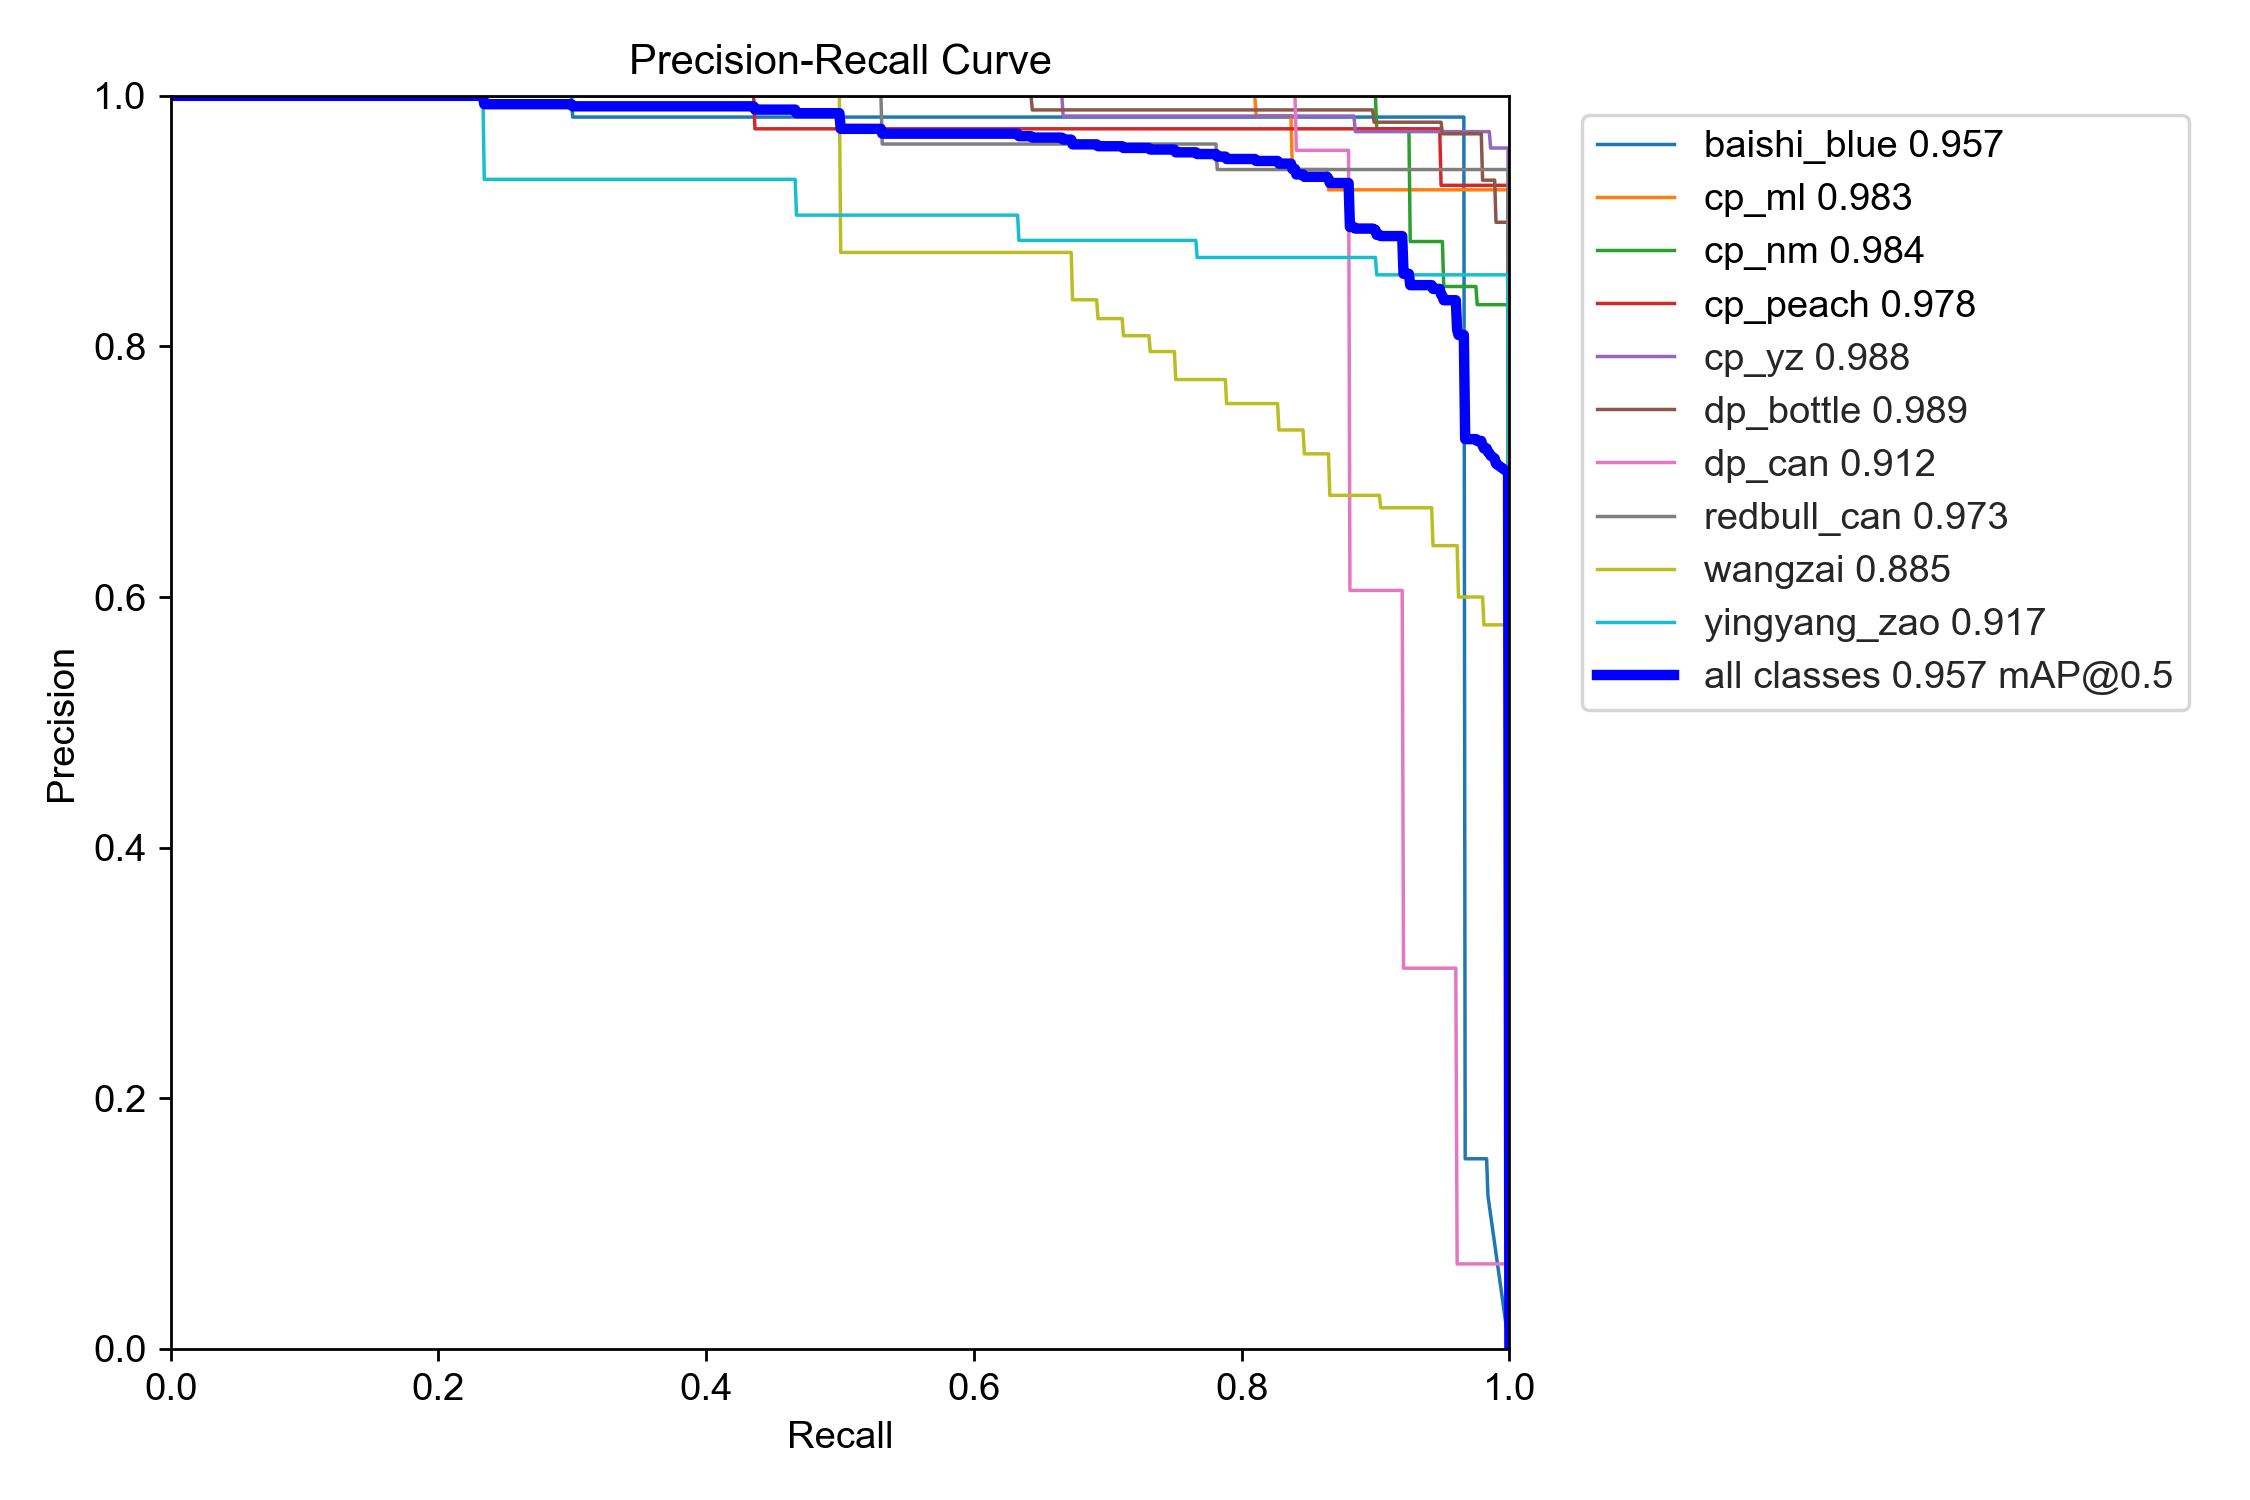 Precision-Recall Curve
1.0
0.8
0.6
0.4
0.2
0.0
Precision
0.0 0.2 0.4 0.6 0.8 1.0
Recall
baishi_blue 0.957
cp_ml 0.983
cp_nm 0.984
cp_peach 0.978
cp_yz 0.988
dp_bottle 0.989
dp_can 0.912
redbull_can 0.973
wangzai 0.885
yingyang_zao 0.917
all classes 0.957 mAP@0.5